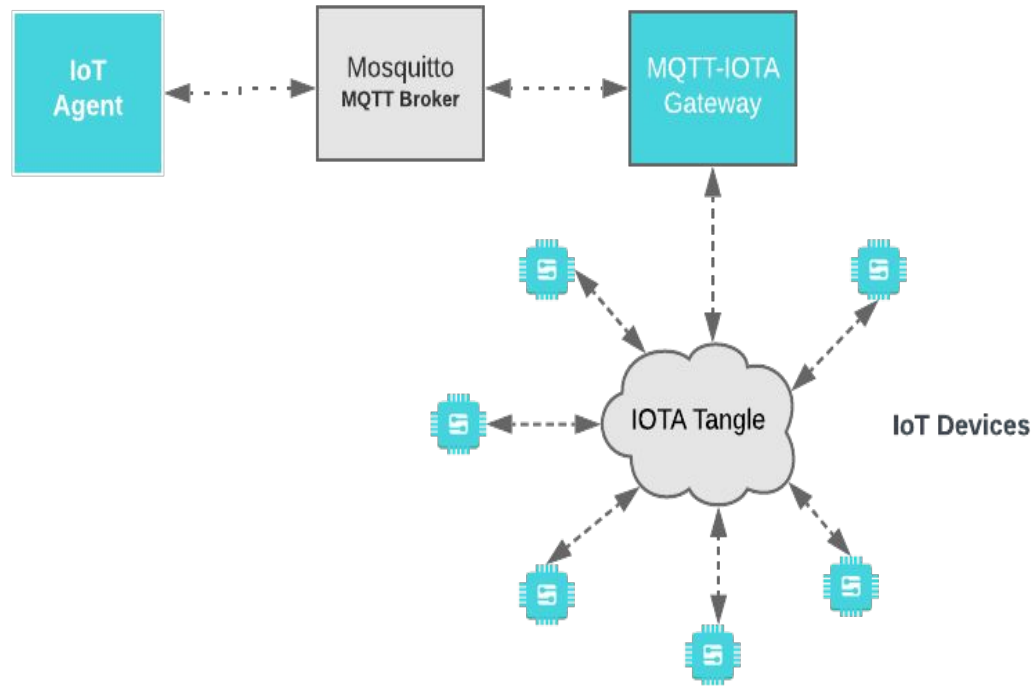 IoT
Agent
Mosquitto
MQTT Broker
MQTT-IOTA
Gateway
IOTA Tangle
IoT Devices